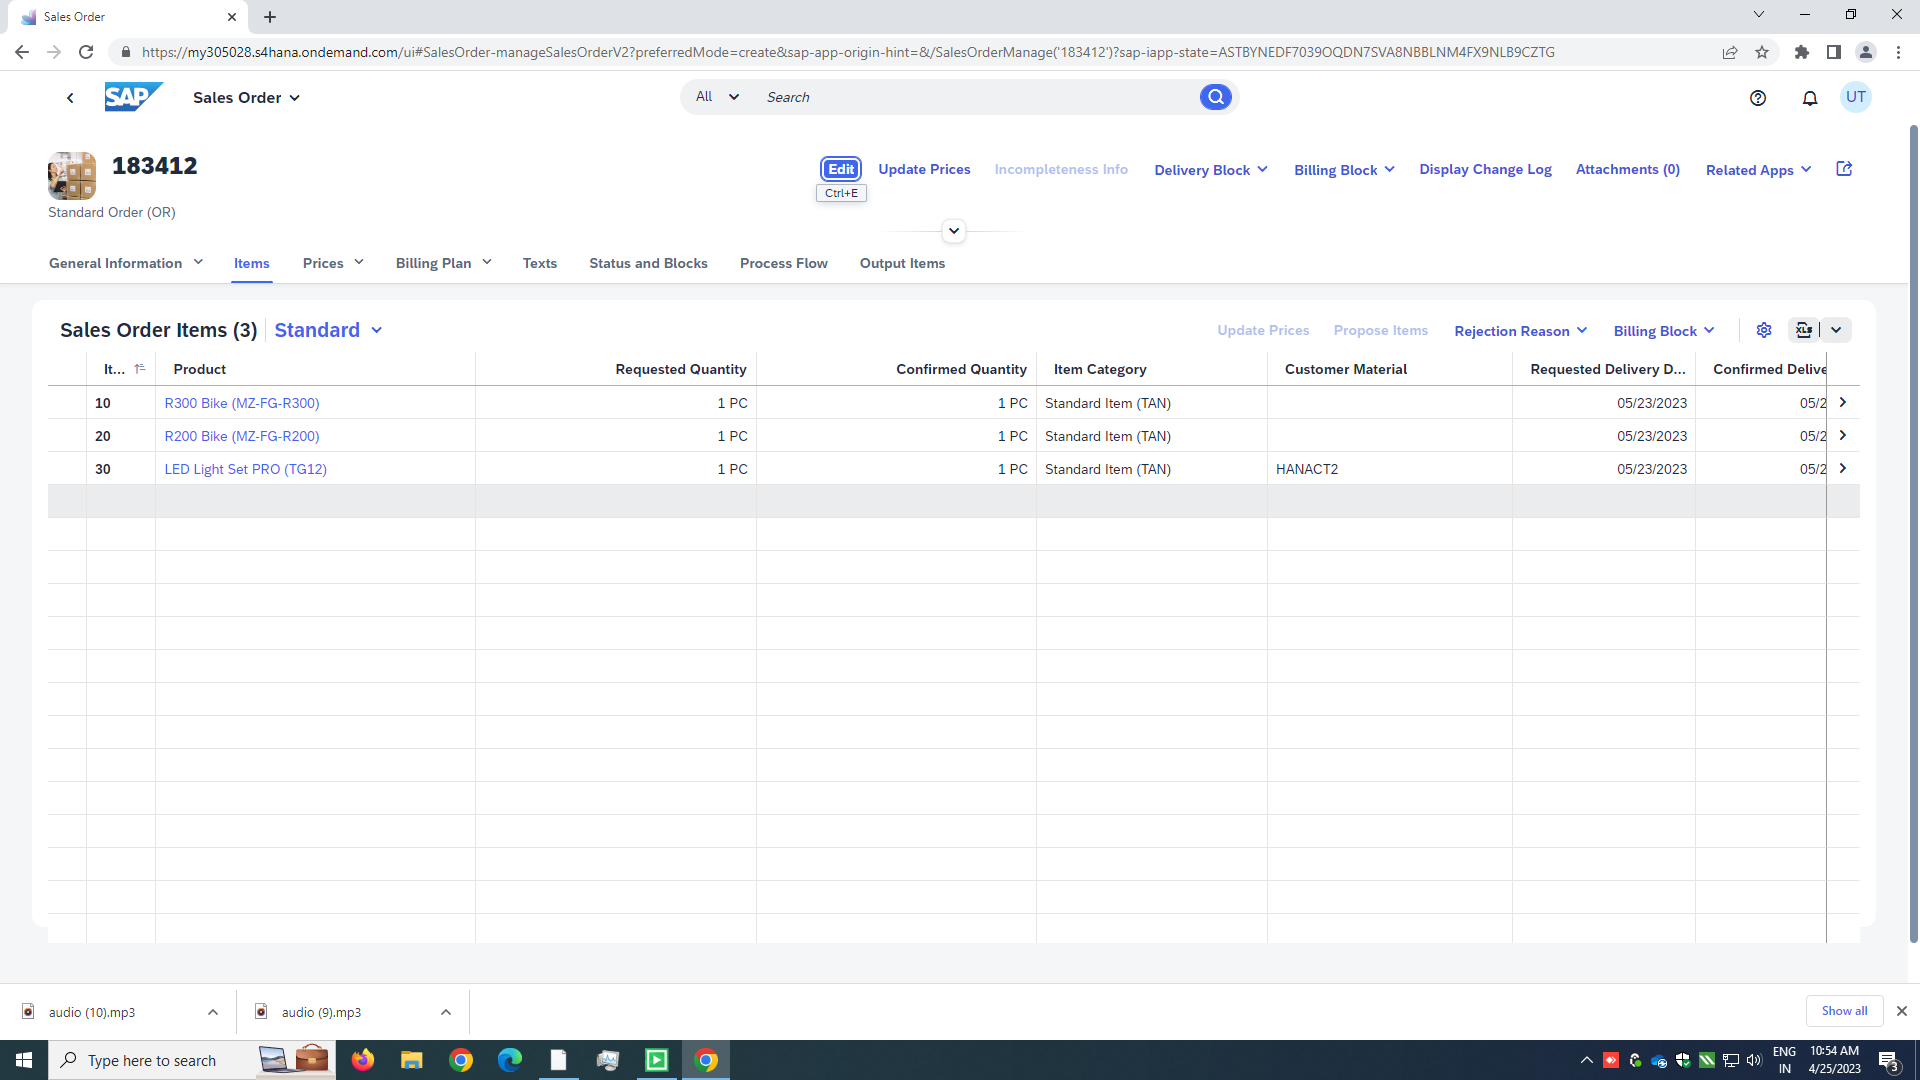 Sales Order
https://my305028.s4hana.ondemand.com/ui#SalesOrder-manageSalesOrderV2?preferredMode=create&sap-app-origin-hint=&/SalesOrderManage('183412')?sap-iapp-state=ASTBYNEDF7039OQDN7SVA8NBBLNM4FX9NLB9CZTG
SAP Sales Order All Search UT
183412
Edit Update Prices Incompleteness Info Delivery Block Billing Block Display Change Log Attachments (0) Related Apps
Ctrl+E
Standard Order (OR)
General Information Items Prices Billing Plan Texts Status and Blocks Process Flow Output Items
Sales Order Items (3) Standard Update Prices Propose Items Rejection Reason Billing Block XLS
It... Product Requested Quantity Confirmed Quantity Item Category Customer Material Requested Delivery D... Confirmed Delive
10 R300 Bike (MZ-FG-R300) 1 PC 1 PC Standard Item (TAN) 05/23/2023 05/2
20 R200 Bike (MZ-FG-R200) 1 PC 1 PC Standard Item (TAN) 05/23/2023 05/2
30 LED Light Set PRO (TG12) 1 PC 1 PC Standard Item (TAN) HANACT2 05/23/2023 05/2
audio (10).mp3 audio (9).mp3 Show all
Type here to search
ENG
IN
10:54 AM
4/25/2023
3